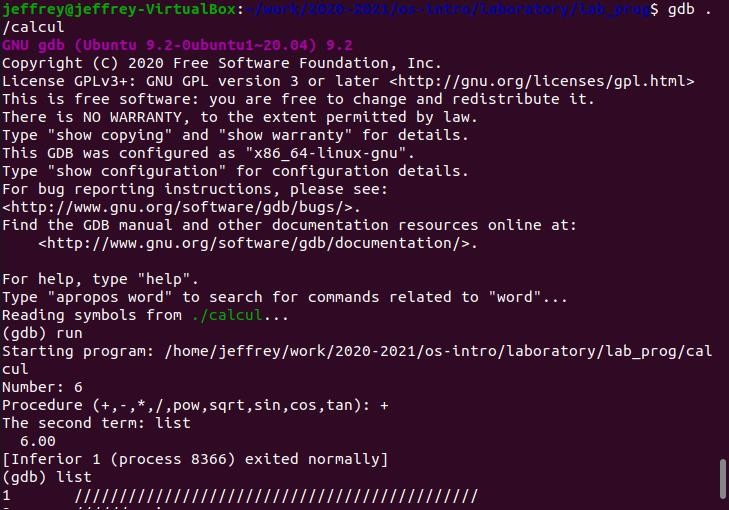 jeffrey@jeffrey-VirtualBox:~/work/2020-2021/os-intro/laboratory/lab_prog$ gdb .
/calcul
GNU gdb (Ubuntu 9.2-0ubuntu1~20.04) 9.2
Copyright (C) 2020 Free Software Foundation, Inc.
License GPLv3+: GNU GPL version 3 or later <http://gnu.org/licenses/gpl.html>
This is free software: you are free to change and redistribute it.
There is NO WARRANTY, to the extent permitted by law.
Type "show copying" and "show warranty" for details.
This GDB was configured as "x86_64-linux-gnu".
Type "show configuration" for configuration details.
For bug reporting instructions, please see:
<http://www.gnu.org/software/gdb/bugs/>.
Find the GDB manual and other documentation resources online at:
    <http://www.gnu.org/software/gdb/documentation/>.

For help, type "help".
Type "apropos word" to search for commands related to "word"...
Reading symbols from ./calcul...
(gdb) run
Starting program: /home/jeffrey/work/2020-2021/os-intro/laboratory/lab_prog/cal
cul
Number: 6
Procedure (+,-,*,/,pow,sqrt,sin,cos,tan): +
The second term: list
  6.00
[Inferior 1 (process 8366) exited normally]
(gdb) list
1       /////////////////////////////////////////////